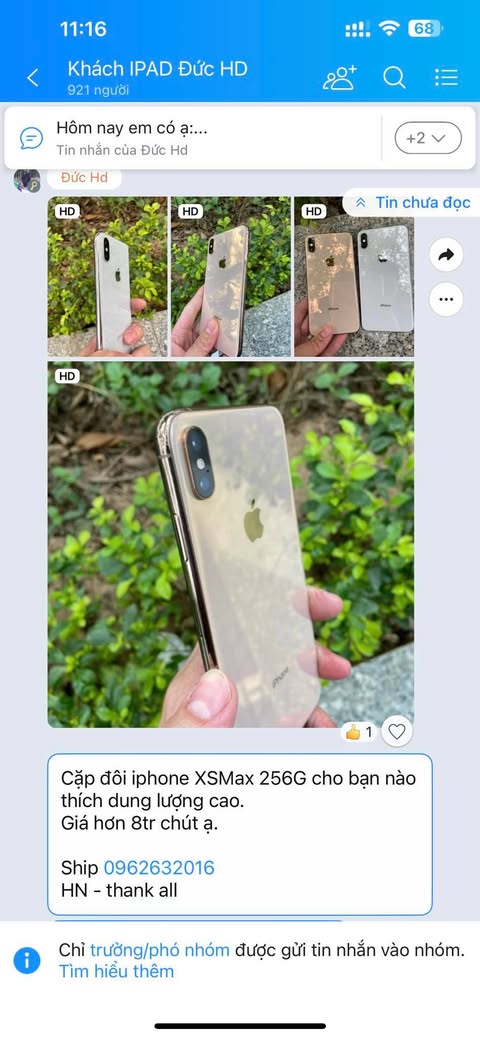 11:16
68
Khách IPAD Đức HD
921 người
Hôm nay em có ạ:...
Tin nhắn của Đức Hd
+2
Đức Hd
Tin chưa đọc
HD
HD
HD
iPhone
iPhone
HD
iPhone
1
Cặp đôi iphone XSMax 256G cho bạn nào
thích dung lượng cao.
Giá hơn 8tr chút ạ.
Ship 0962632016
HN - thank all
Chỉ trưởng/phó nhóm được gửi tin nhắn vào nhóm.
Tìm hiểu thêm